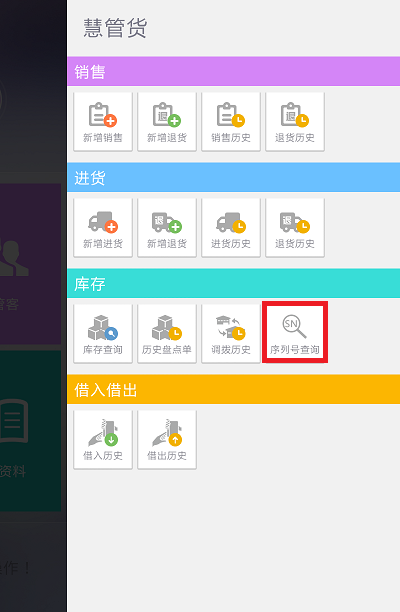 慧管货
销售
新增销售 新增退货 销售历史 退货历史
进货
新增进货 新增退货 进货历史 退货历史
管客
库存
SN
库存查询 历史盘点单 调拨历史 序列号查询
借入借出
借入历史 借出历史
资料
操作！